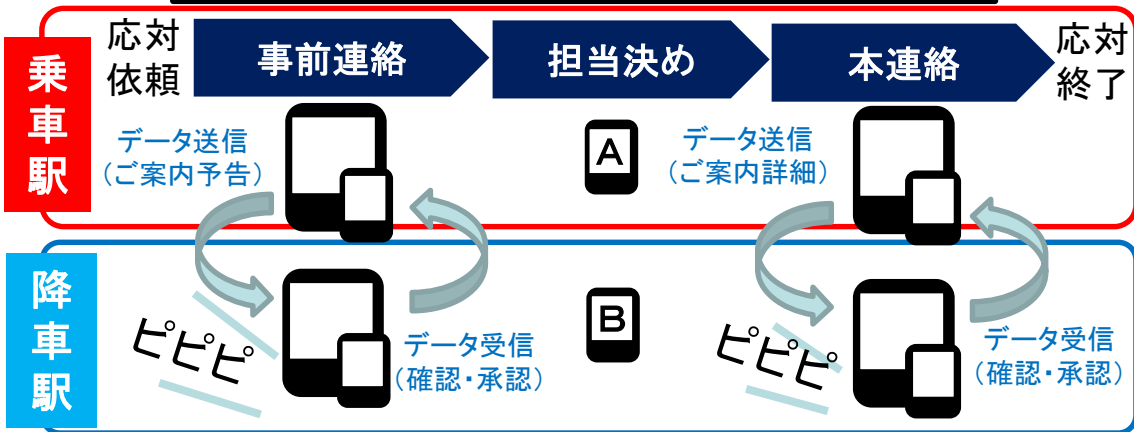 乗車駅
応対
依頼
事前連絡
担当決め
本連絡
応対
終了
データ送信
（ご案内予告）
A
データ送信
（ご案内詳細）
降車駅
ピピピ
データ受信
（確認・承認）
B
ピピピ
データ受信
（確認・承認）